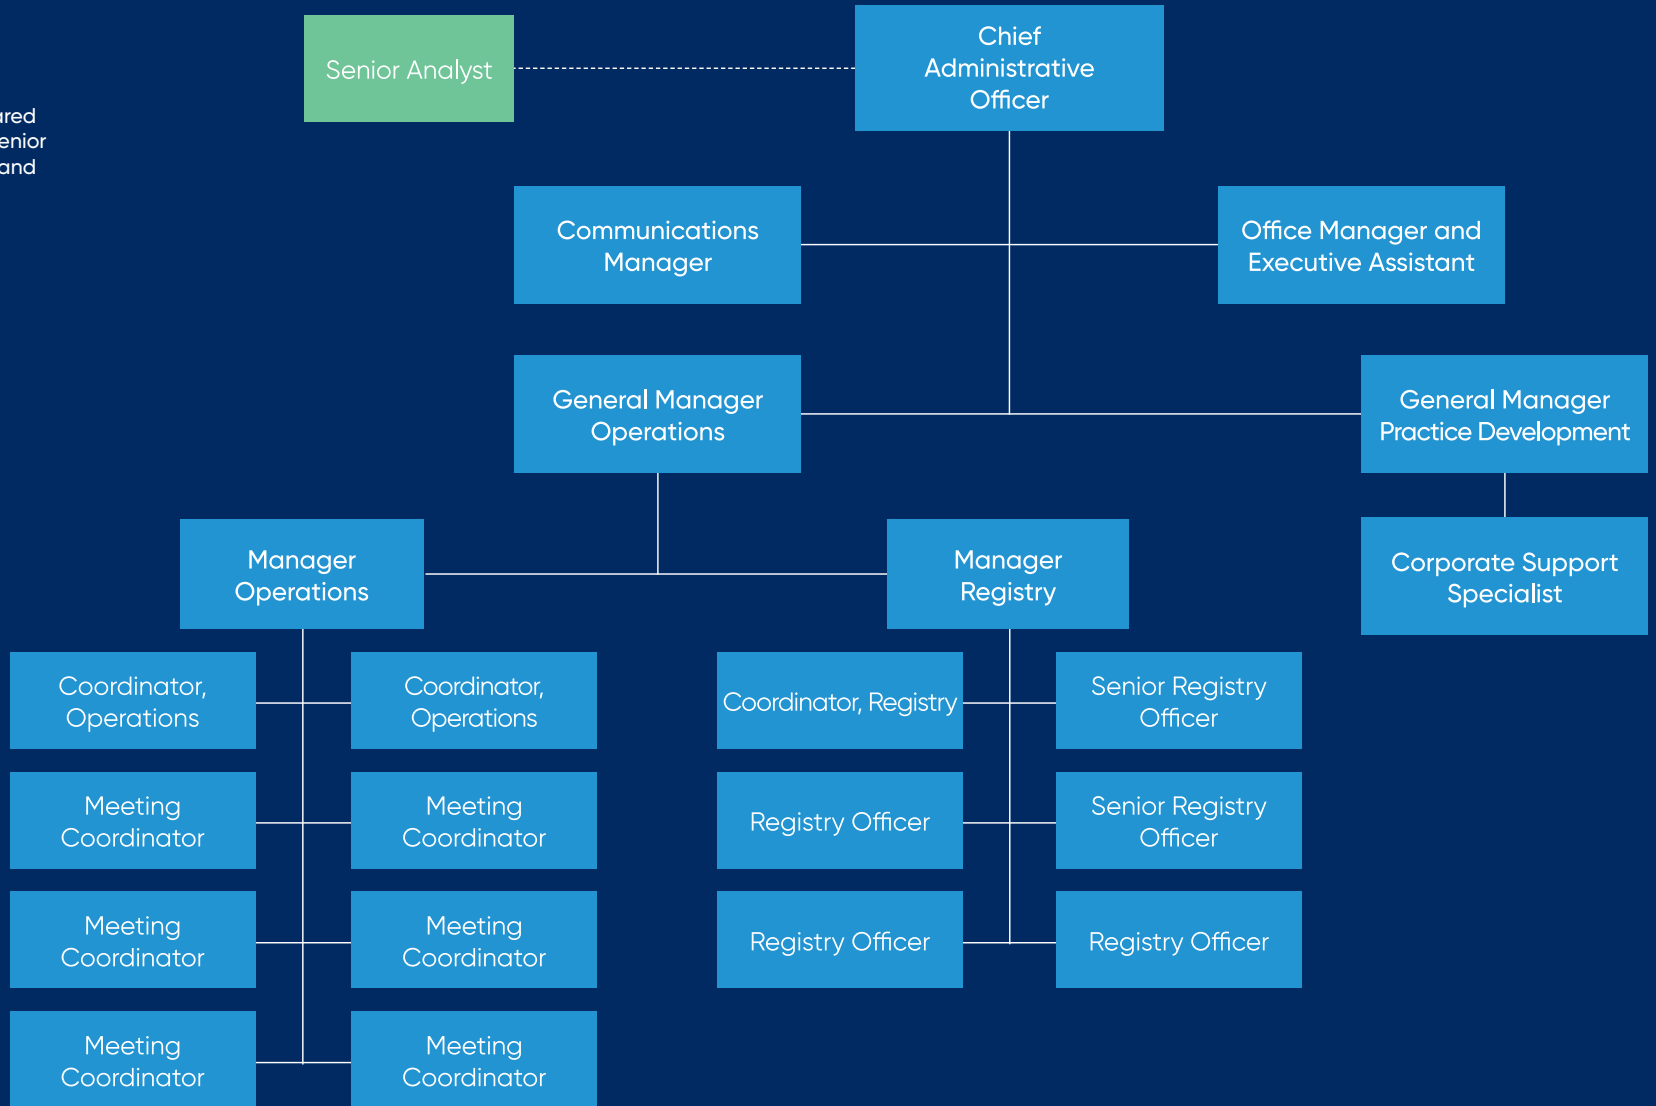 Senior Analyst
Chief
Administrative
Officer
and
Communications
Manager
Office Manager and
Executive Assistant
General Manager
Operations
General Manager
Practice Development
Manager
Operations
Manager
Registry
Corporate Support
Specialist
Coordinator,
Operations
Coordinator,
Operations
Coordinator, Registry
Senior Registry
Officer
Meeting
Coordinator
Meeting
Coordinator
Registry Officer
Senior Registry
Officer
Meeting
Coordinator
Meeting
Coordinator
Registry Officer
Registry Officer
Meeting
Coordinator
Meeting
Coordinator